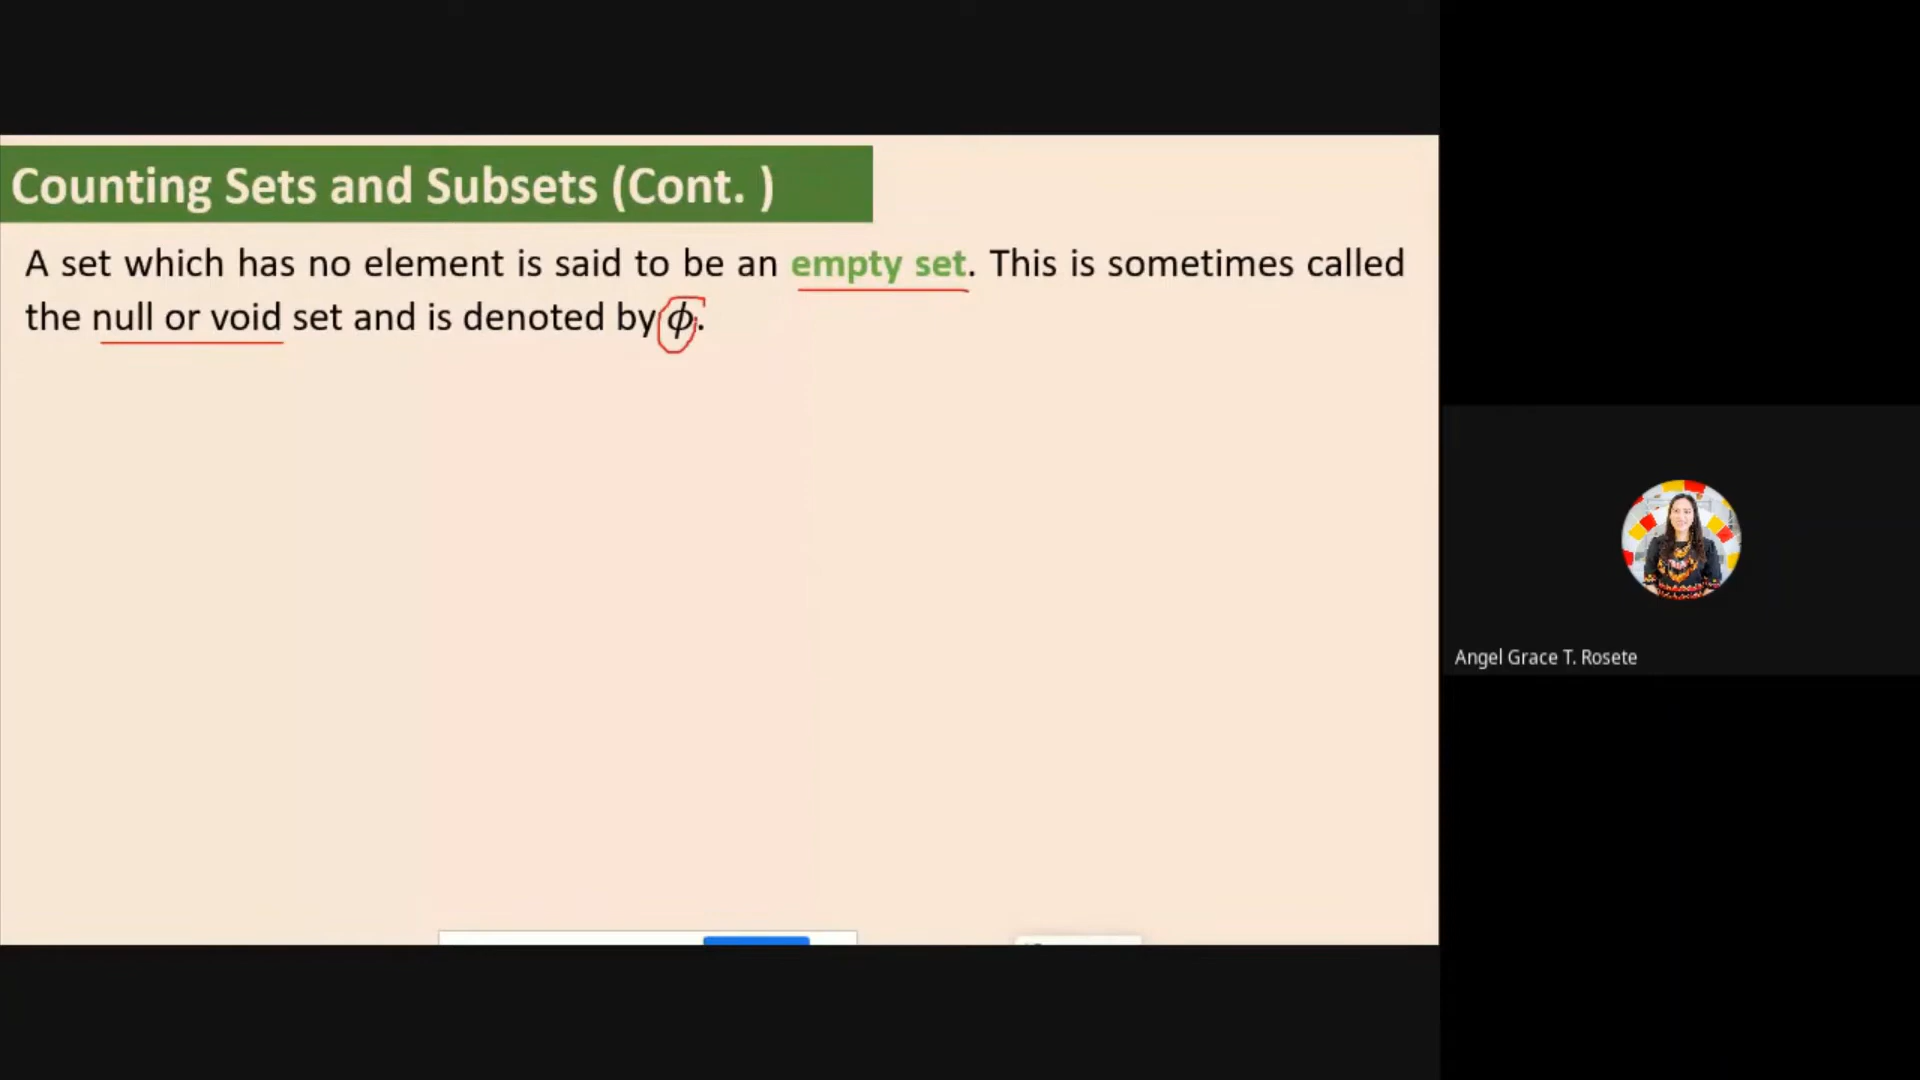 Counting Sets and Subsets (Cont. )
A set which has no element is said to be an empty set. This is sometimes called
the null or void set and is denoted by ϕ.
Angel Grace T. Rosete